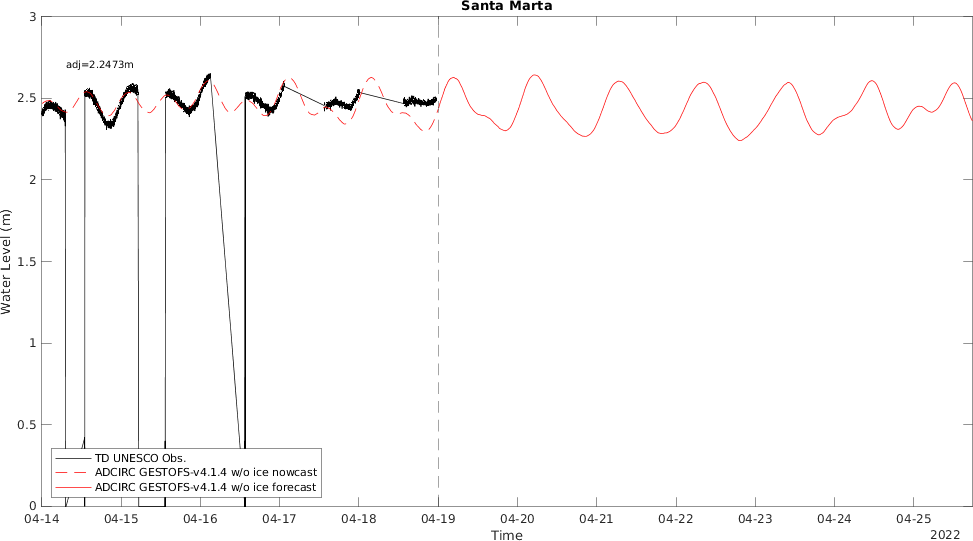 Santa Marta
3
adj=2.2473m
2.5
2
1.5
1
0.5
0
Water Level (m)
TD UNESCO Obs.
ADCIRC GESTOFS-v4.1.4 w/o ice nowcast
ADCIRC GESTOFS-v4.1.4 w/o ice forecast
04-14 04-15 04-16 04-17 04-18 04-19 04-20 04-21 04-22 04-23 04-24 04-25
Time
2022